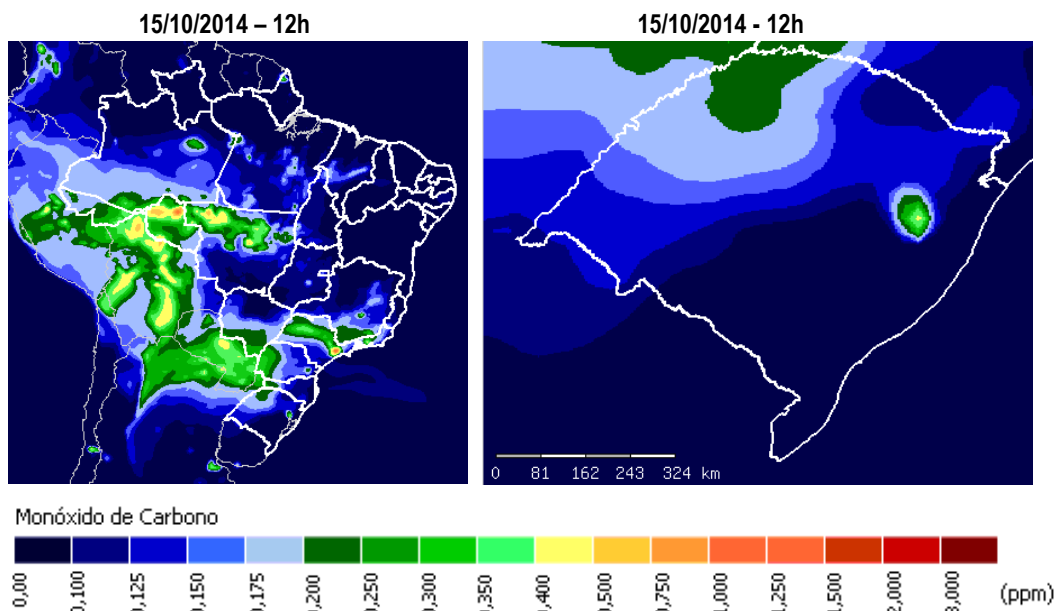 15/10/2014 – 12h
15/10/2014 - 12h
0 81 162 243 324 km
Monóxido de Carbono
0,00 0,100 0,125 0,150 0,175 0,200 0,250 0,300 0,350 0,400 0,500 0,750 1,000 1,250 1,500 2,000 3,000 (ppm)